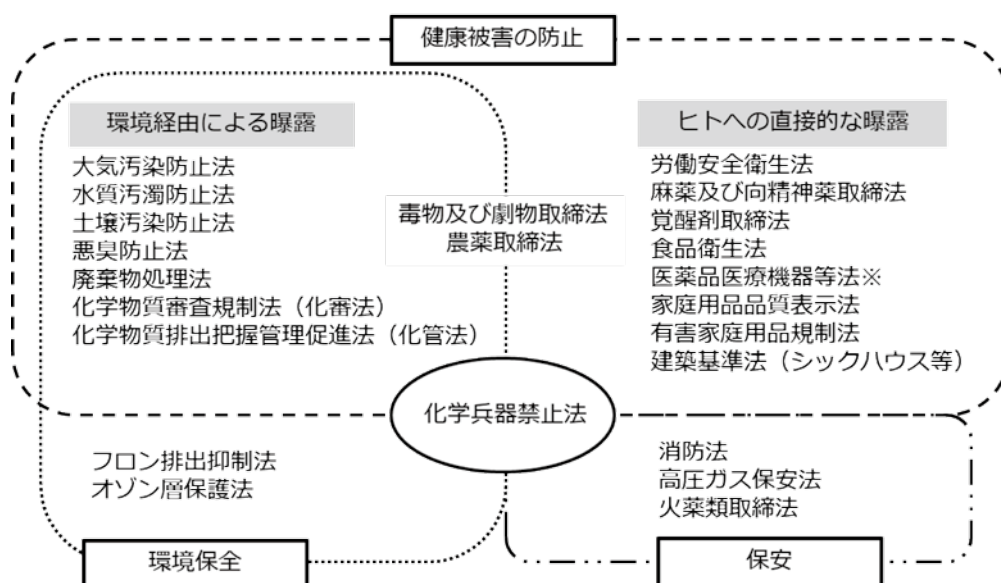 健康被害の防止
環境経由による曝露
大気汚染防止法
水質汚濁防止法
土壌汚染防止法
悪臭防止法
廃棄物処理法
化学物質審査規制法（化審法）
化学物質排出把握管理促進法（化管法）
毒物及び劇物取締法
農薬取締法
ヒトへの直接的な曝露
労働安全衛生法
麻薬及び向精神薬取締法
覚醒剤取締法
食品衛生法
医薬品医療機器等法※
家庭用品品質表示法
有害家庭用品規制法
建築基準法（シックハウス等）
化学兵器禁止法
フロン排出抑制法
オゾン層保護法
環境保全
消防法
高圧ガス保安法
火薬類取締法
保安